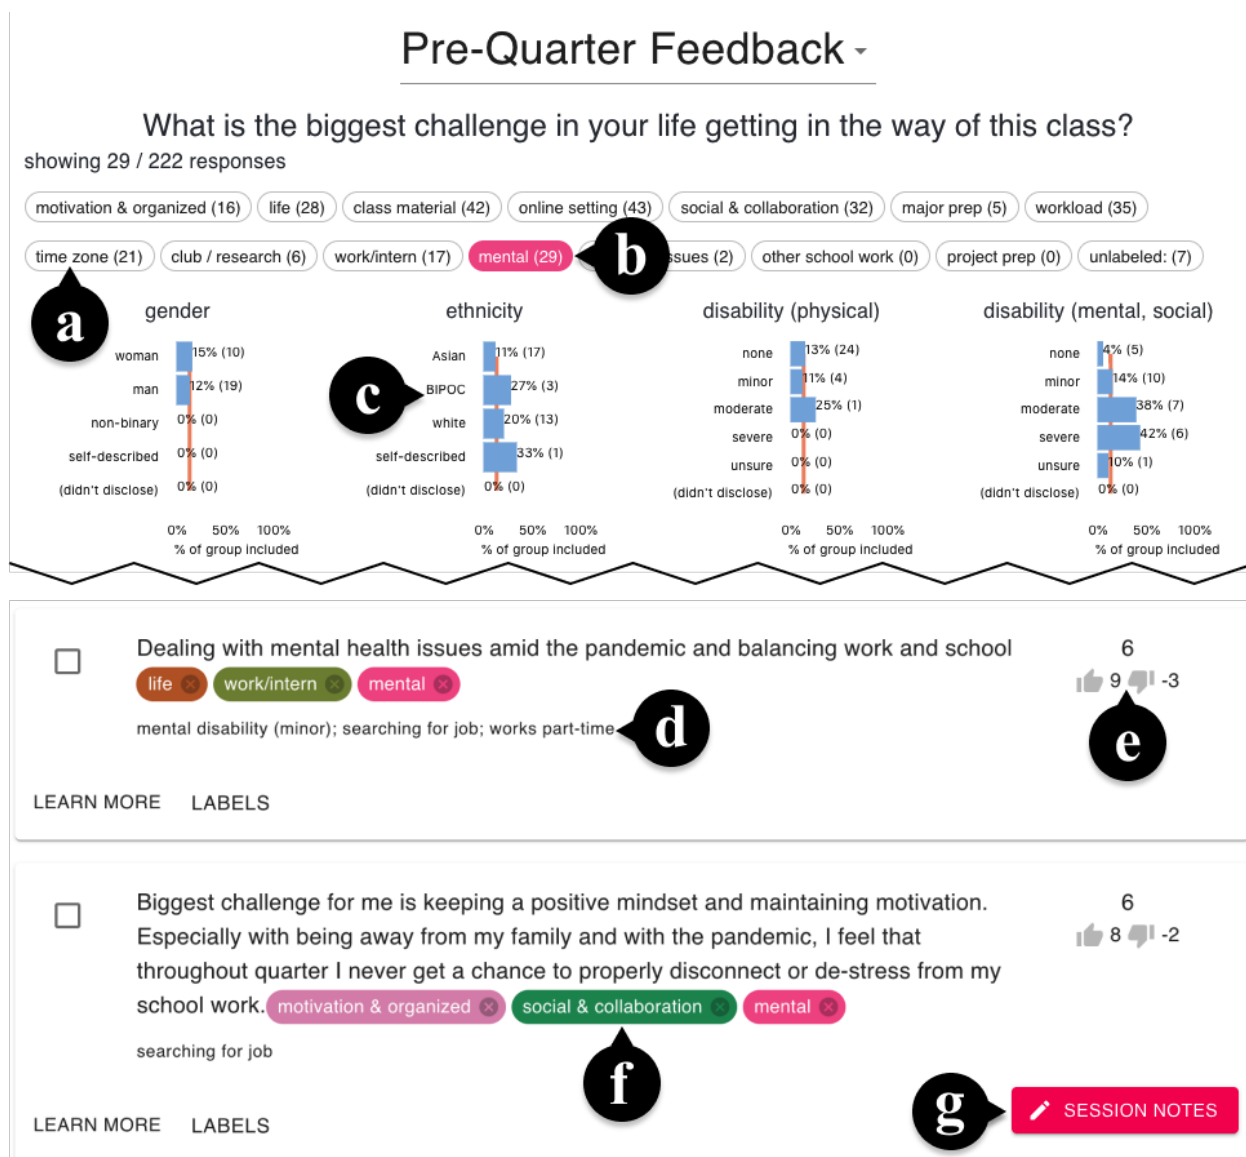 Pre-Quarter Feedback
What is the biggest challenge in your life getting in the way of this class?
showing 29 / 222 responses
motivation & organized (16) life (28) class material (42) online setting (43) social & collaboration (32) major prep (5) workload (35)
time zone (21) club / research (6) work/intern (17) mental (29) b ssues (2) other school work (0) project prep (0) unlabeled: (7)
a
gender
woman 15% (10)
man 12% (19)
non-binary 0% (0)
self-described 0% (0)
(didn't disclose) 0% (0)
0% 50% 100%
% of group included
ethnicity
Asian 11% (17)
c BIPOC 27% (3)
white 20% (13)
self-described 33% (1)
(didn't disclose) 0% (0)
0% 50% 100%
% of group included
disability (physical)
none 13% (24)
minor 11% (4)
moderate 25% (1)
severe 0% (0)
unsure 0% (0)
(didn't disclose) 0% (0)
0% 50% 100%
% of group included
disability (mental, social)
none 4% (5)
minor 14% (10)
moderate 38% (7)
severe 42% (6)
unsure 10% (1)
(didn't disclose) 0% (0)
0% 50% 100%
% of group included
Dealing with mental health issues amid the pandemic and balancing work and school
life work/intern mental
mental disability (minor); searching for job; works part-time d
6
9 -3
e
LEARN MORE LABELS
Biggest challenge for me is keeping a positive mindset and maintaining motivation.
Especially with being away from my family and with the pandemic, I feel that
throughout quarter I never get a chance to properly disconnect or de-stress from my
school work. motivation & organized social & collaboration mental
6
8 -2
searching for job
f
LEARN MORE LABELS
g SESSION NOTES